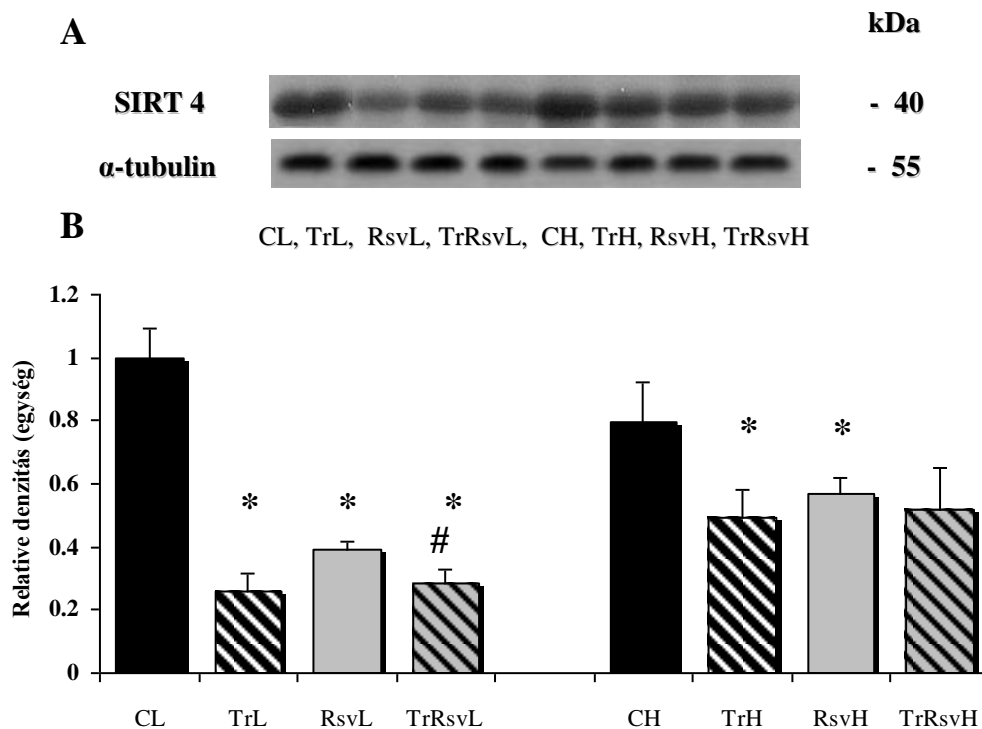 A
kDa
SIRT 4
- 40
α-tubulin
- 55
B
CL, TrL, RsvL, TrRsvL, CH, TrH, RsvH, TrRsvH
Relative denzitás (egység)
1.2
1
0.8
0.6
0.4
0.2
0
* * * * *
#
CL TrL RsvL TrRsvL CH TrH RsvH TrRsvH